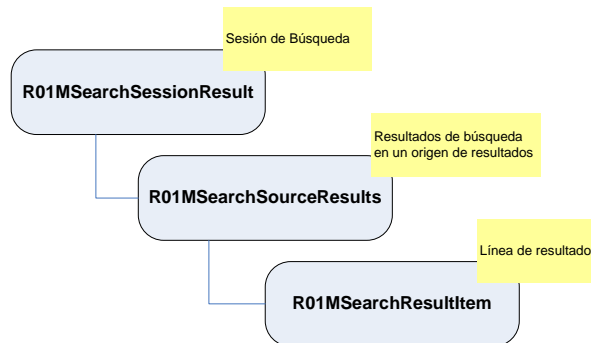 Sesión de Búsqueda
R01MSearchSessionResult
Resultados de búsqueda
en un origen de resultados
R01MSearchSourceResults
Línea de resultado
R01MSearchResultItem